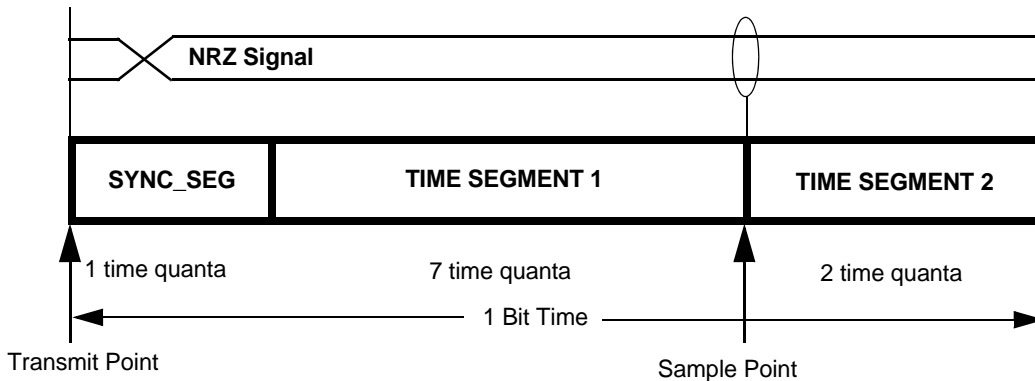 NRZ Signal
SYNC_SEG
TIME SEGMENT 1
TIME SEGMENT 2
1 time quanta
7 time quanta
2 time quanta
1 Bit Time
Transmit Point
Sample Point